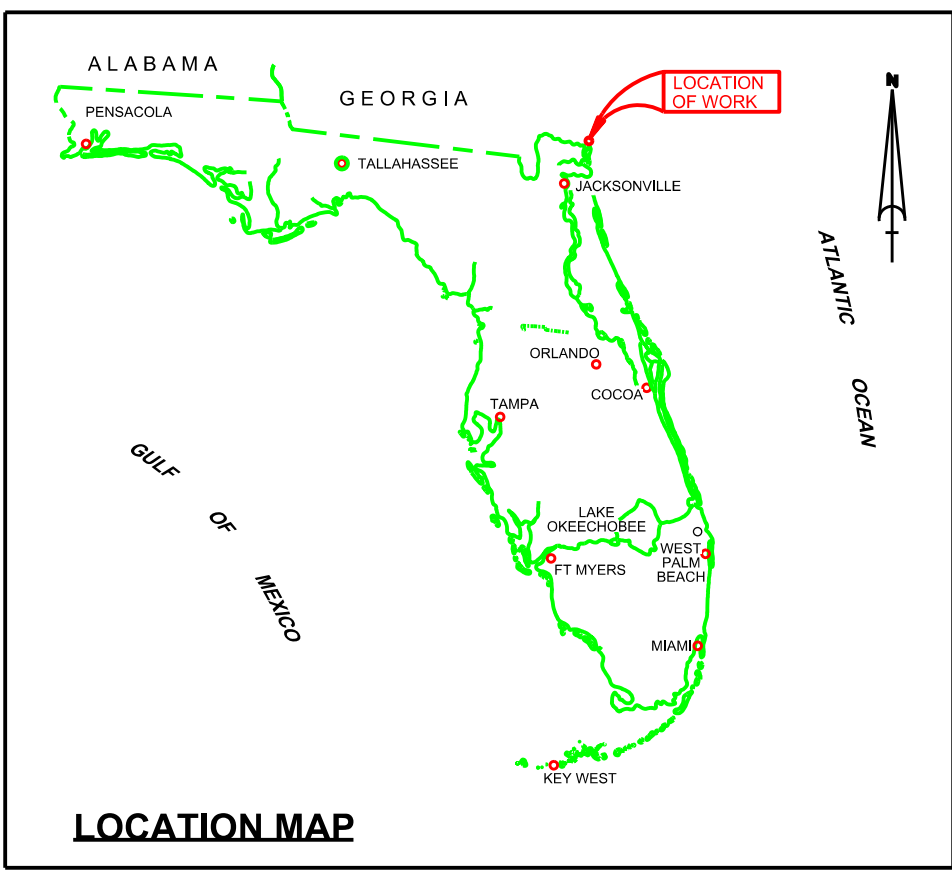 ALABAMA
GEORGIA
LOCATION
OF WORK
N
PENSACOLA
TALLAHASSEE
JACKSONVILLE
ATLANTIC
OCEAN
ORLANDO
COCOA
TAMPA
GULF
OF
MEXICO
LAKE
OKEECHOBEE
WEST
PALM
BEACH
FT MYERS
MIAMI
KEY WEST
LOCATION MAP